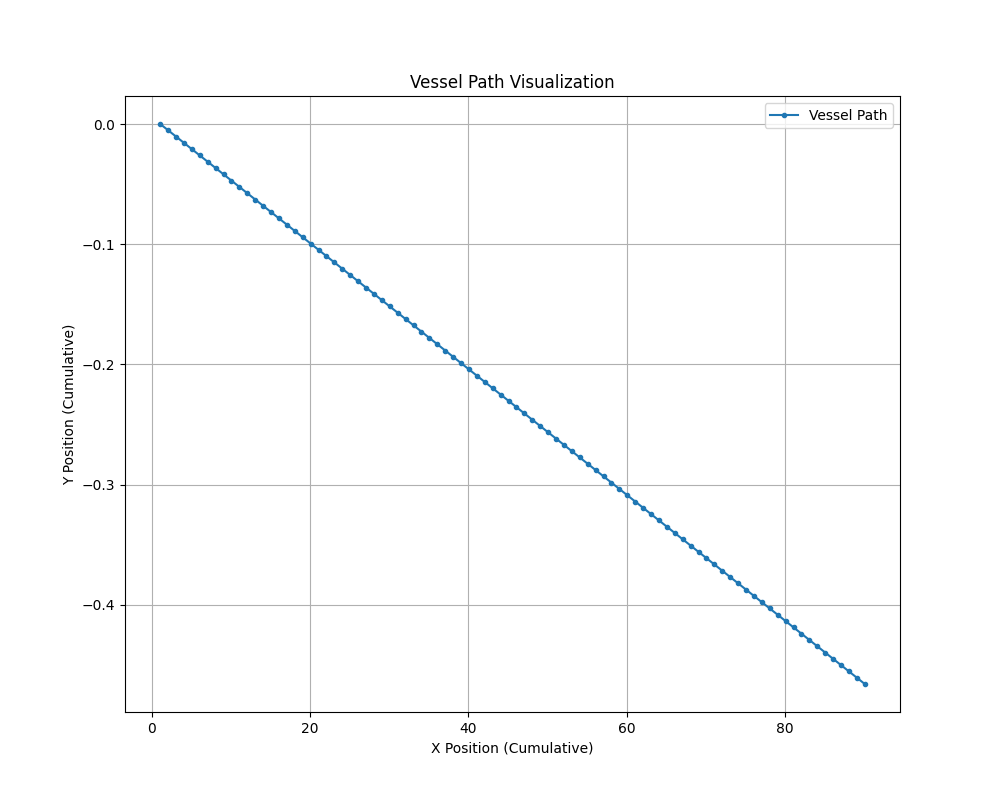 Vessel Path Visualization
Vessel Path
0.0
−0.1
−0.2
−0.3
−0.4
Y Position (Cumulative)
0 20 40 60 80
X Position (Cumulative)